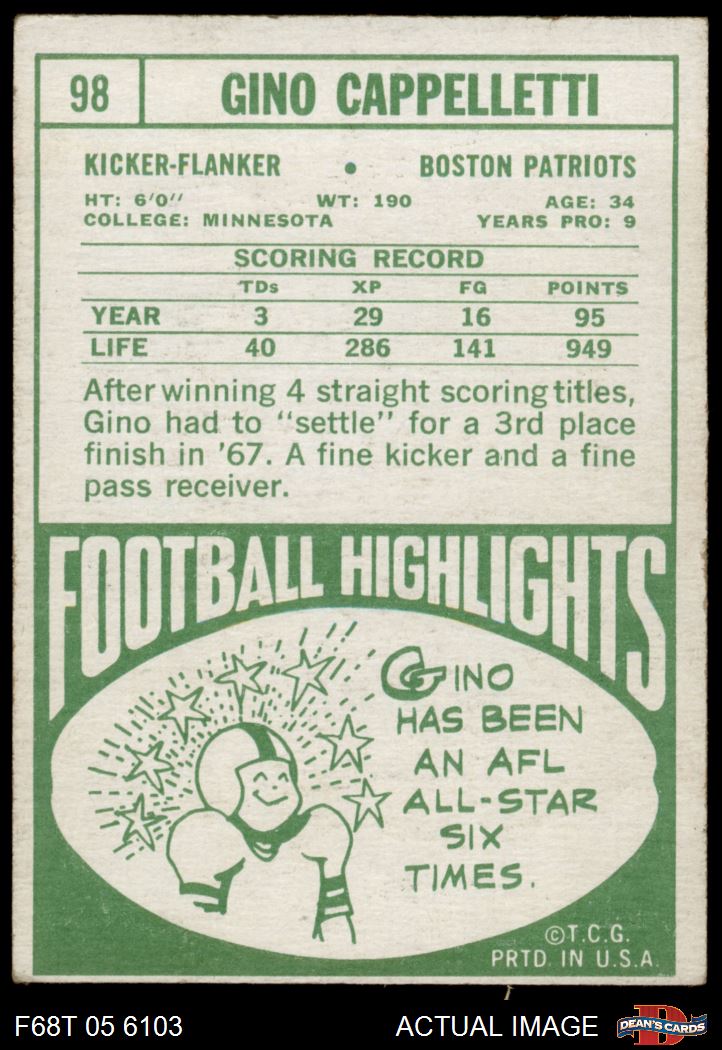 98 GINO CAPPELLETTI
KICKER-FLANKER • BOSTON PATRIOTS
HT: 6'0" WT: 190 AGE: 34
COLLEGE: MINNESOTA YEARS PRO: 9
SCORING RECORD
TDs XP FG POINTS
YEAR 3 29 16 95
LIFE 40 286 141 949
After winning 4 straight scoring titles,
Gino had to "settle" for a 3rd place
finish in '67. A fine kicker and a fine
pass receiver.
FOOTBALL HIGHLIGHTS
GINO
HAS BEEN
AN AFL
ALL-STAR
SIX
TIMES.
©T.C.G.
PRTD. IN U.S.A.
F68T 05 6103 ACTUAL IMAGE D DEAN'S CARDS